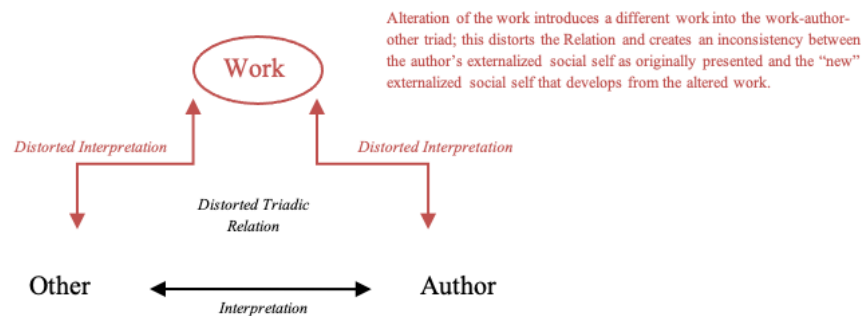 Alteration of the work introduces a different work into the work-author-
other triad; this distorts the Relation and creates an inconsistency between
the author's externalized social self as originally presented and the “new”
externalized social self that develops from the altered work.
Work
Distorted Interpretation
Distorted Interpretation
Distorted Triadic
Relation
Other
Author
Interpretation